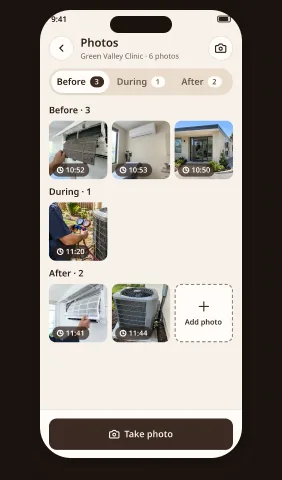 9:41
Photos
Green Valley Clinic · 6 photos
Before 3 During 1 After 2
Before · 3
10:52 10:53 10:50
During · 1
11:20
After · 2
11:41 11:44 Add photo
Take photo